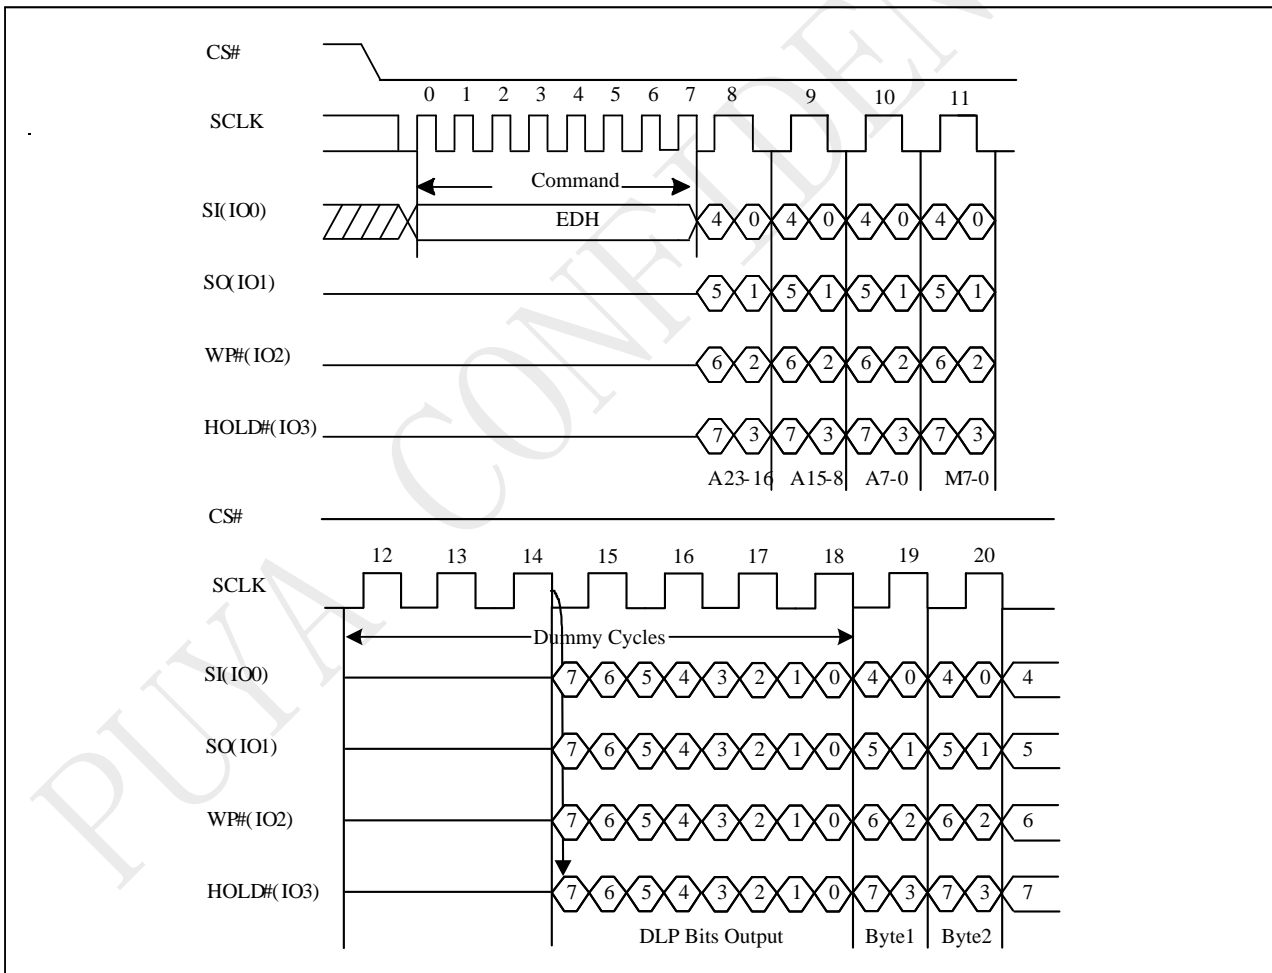 PUYA CONFIDEN
CS#
0 1 2 3 4 5 6 7 8 9 10 11
SCLK
Command
SI(IO0) EDH 4 0 4 0 4 0 4 0
SO(IO1) 5 1 5 1 5 1 5 1
WP#(IO2) 6 2 6 2 6 2 6 2
HOLD#(IO3) 7 3 7 3 7 3 7 3
A23-16 A15-8 A7-0 M7-0
CS#
12 13 14 15 16 17 18 19 20
SCLK
Dummy Cycles
SI(IO0) 7 6 5 4 3 2 1 0 4 0 4 0 4
SO(IO1) 7 6 5 4 3 2 1 0 5 1 5 1 5
WP#(IO2) 7 6 5 4 3 2 1 0 6 2 6 2 6
HOLD#(IO3) 7 6 5 4 3 2 1 0 7 3 7 3 7
DLP Bits Output Byte1 Byte2